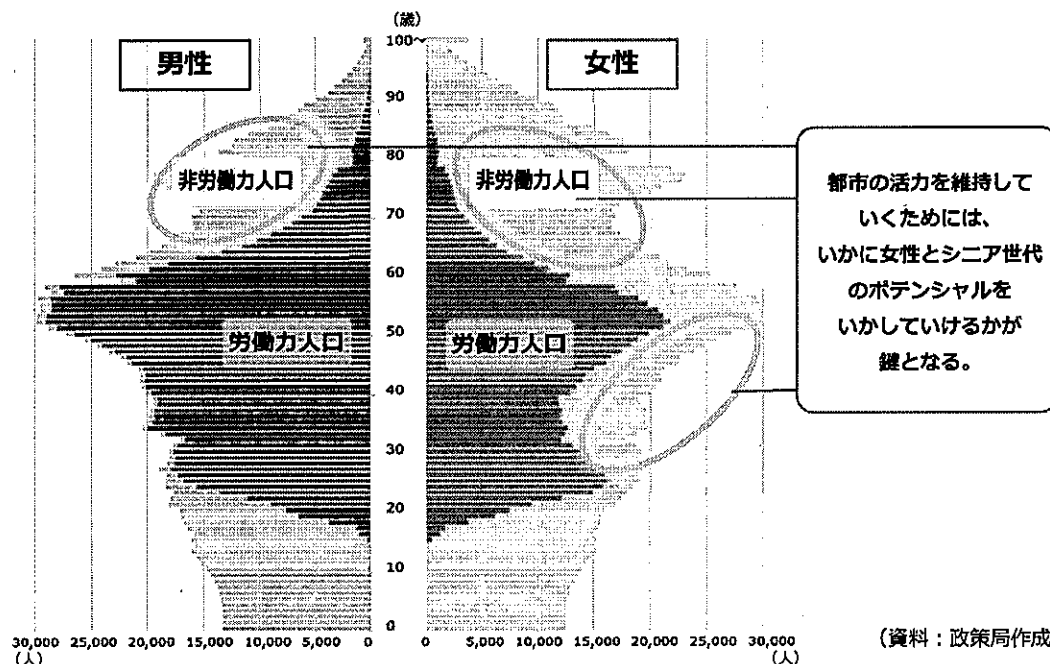 （歳）
100～
男性
女性
90
80
非労働力人口
非労働力人口
70
60
50
労働力人口
労働力人口
40
30
20
10
0
30,000 25,000 20,000 15,000 10,000 5,000 0
0 5,000 10,000 15,000 20,000 25,000 30,000
（人）
（人）
都市の活力を維持して
いくためには、
いかに女性とシニア世代
のポテンシャルを
いかしていけるかが
鍵となる。
（資料：政策局作成